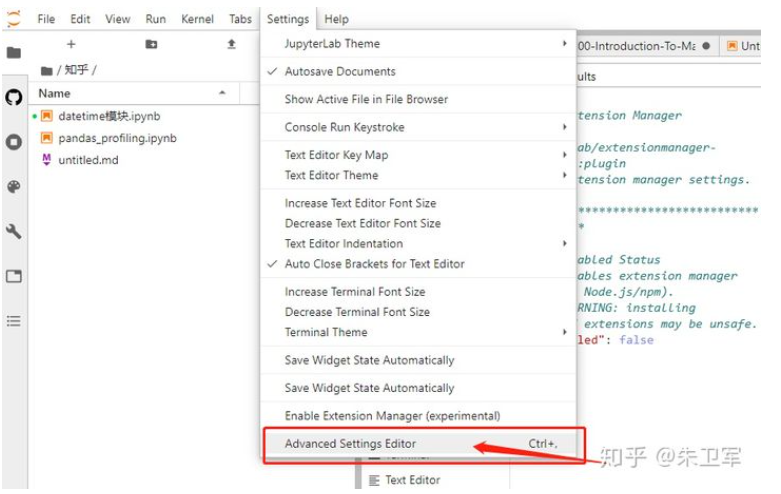 File Edit View Run Kernel Tabs Settings Help
/ 知乎 /
Name
datetime模块.ipynb
pandas_profiling.ipynb
untitled.md
JupyterLab Theme
Autosave Documents
Show Active File in File Browser
Console Run Keystroke
Text Editor Key Map
Text Editor Theme
Increase Text Editor Font Size
Decrease Text Editor Font Size
Text Editor Indentation
Auto Close Brackets for Text Editor
Increase Terminal Font Size
Decrease Terminal Font Size
Terminal Theme
Save Widget State Automatically
Save Widget State Automatically
Enable Extension Manager (experimental)
Advanced Settings Editor Ctrl+,
Text Editor
00-Introduction-To-Ma Unt
ults
tension Manager
ab/extensionmanager-
:plugin
tension manager settings.
**************************
*
abled Status
ables extension manager
Node.js/npm).
RNING: installing
extensions may be unsafe.
led": false
知乎 @朱卫军